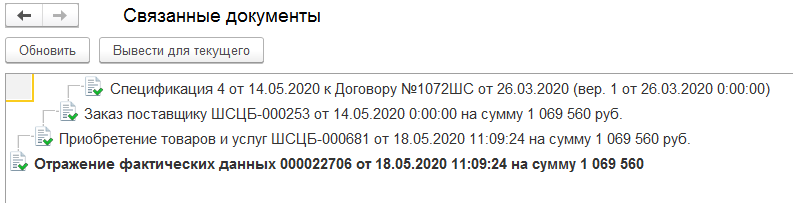 Связанные документы
Обновить Вывести для текущего
Спецификация 4 от 14.05.2020 к Договору №1072ШС от 26.03.2020 (вер. 1 от 26.03.2020 0:00:00)
Заказ поставщику ШСЦБ-000253 от 14.05.2020 0:00:00 на сумму 1 069 560 руб.
Приобретение товаров и услуг ШСЦБ-000681 от 18.05.2020 11:09:24 на сумму 1 069 560 руб.
Отражение фактических данных 000022706 от 18.05.2020 11:09:24 на сумму 1 069 560